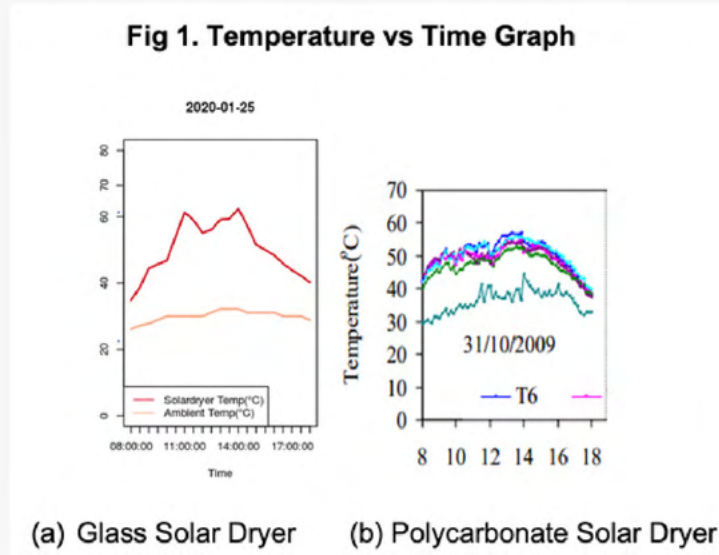 Fig 1. Temperature vs Time Graph
2020-01-25
80
70
60
40
20
0
Solardryer Temp(°C)
Ambient Temp(°C)
08:00:00 11:00:00 14:00:00 17:00:00
Time
Temperature(°C)
70
60
50
40
30
20
10
0
31/10/2009
T6
8 10 12 14 16 18
(a) Glass Solar Dryer
(b) Polycarbonate Solar Dryer